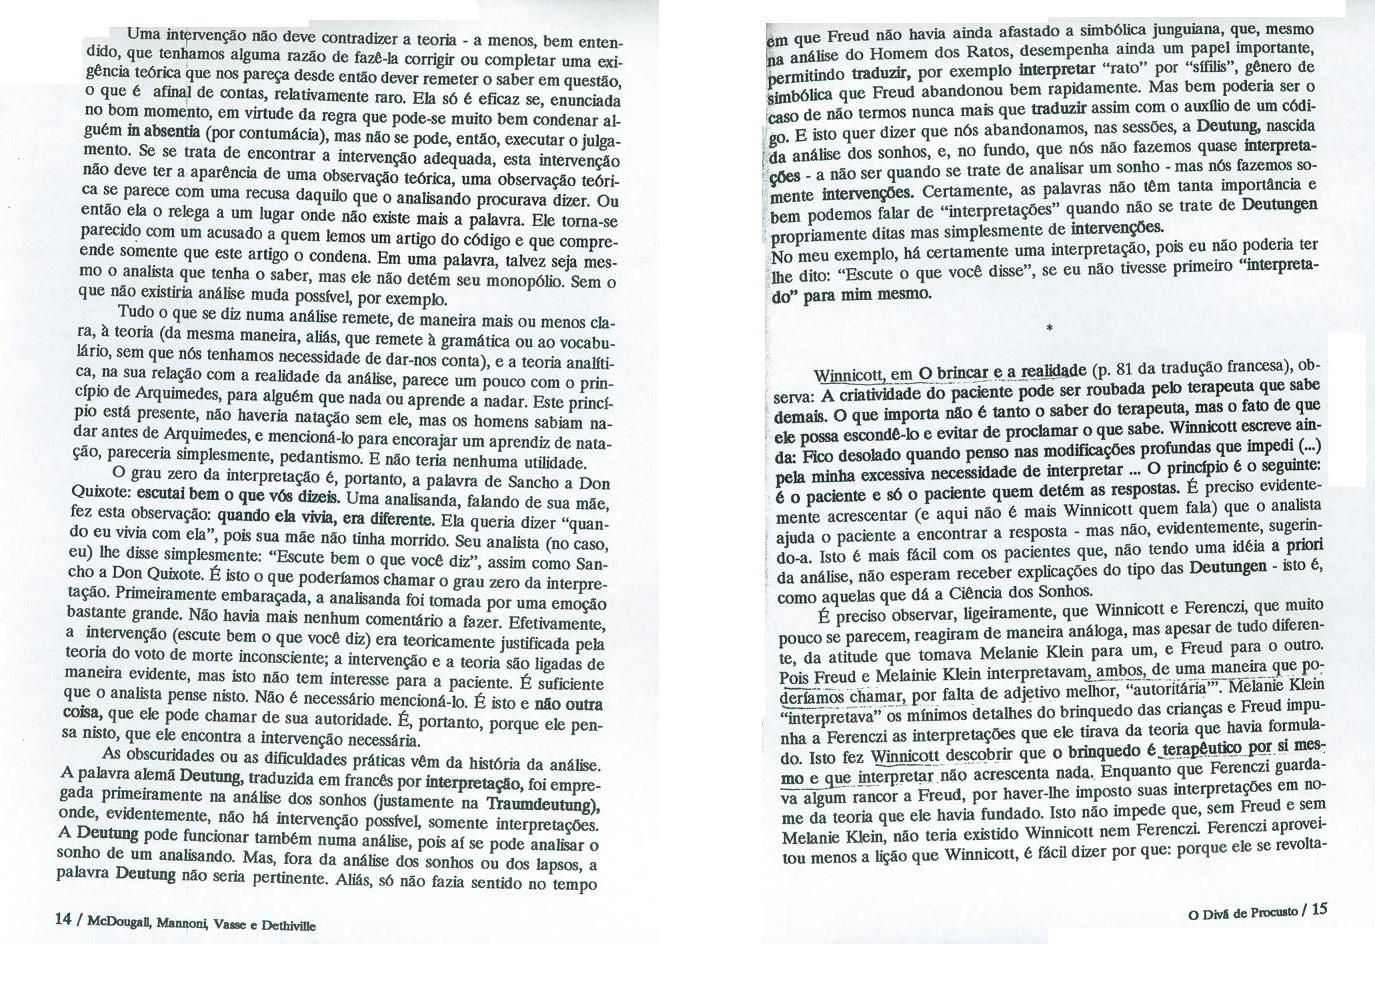 Uma intervenção não deve contradizer a teoria - a menos, bem enten-
dido, que tenhamos alguma razão de fazê-la corrigir ou completar uma exi-
gência teórica que nos pareça desde então dever remeter o saber em questão,
o que é afinal de contas, relativamente raro. Ela só é eficaz se, enunciada
no bom momento, em virtude da regra que pode-se muito bem condenar al-
guém in absentia (por contumácia), mas não se pode, então, executar o julga-
mento. Se se trata de encontrar a intervenção adequada, esta intervenção
não deve ter a aparência de uma observação teórica, uma observação teóri-
ca se parece com uma recusa daquilo que o analisando procurava dizer. Ou
então ela o relega a um lugar onde não existe mais a palavra. Ele torna-se
parecido com um acusado a quem lemos um artigo do código e que compre-
ende sòmente que este artigo o condena. Em uma palavra, talvez seja mes-
mo o analista que tenha o saber, mas ele não detém seu monopólio. Sem o
que não existiria análise muda possível, por exemplo.
Tudo o que se diz numa análise remete, de maneira mais ou menos cla-
ra, à teoria (da mesma maneira, aliás, que remete à gramática ou ao vocabu-
lário, sem que nós tenhamos necessidade de dar-nos conta), e a teoria analíti-
ca, na sua relação com a realidade da análise, parece um pouco com o prin-
cípio de Arquimedes, para alguém que nada ou aprende a nadar. Este princí-
pio está presente, não haveria natação sem ele, mas os homens sabiam na-
dar antes de Arquimedes, e mencioná-lo para encorajar um aprendiz de nata-
ção, pareceria simplesmente, pedantismo. E não teria nenhuma utilidade.
O grau zero da interpretação é, portanto, a palavra de Sancho a Don
Quixote: escutai bem o que vós dizeis. Uma analisanda, falando de sua mãe,
fez esta observação: quando ela vivia, era diferente. Ela queria dizer “quan-
do eu vivia com ela”, pois sua mãe não tinha morrido. Seu analista (no caso,
eu) lhe disse simplesmente: “Escute bem o que você diz”, assim como San-
cho a Don Quixote. É isto o que poderíamos chamar o grau zero da interpre-
tação. Primeiramente embaraçada, a analisanda foi tomada por uma emoção
bastante grande. Não havia mais nenhum comentário a fazer. Efetivamente,
a intervenção (escute bem o que você diz) era teoricamente justificada pela
teoria do voto de morte inconsciente; a intervenção e a teoria são ligadas de
maneira evidente, mas isto não tem interesse para a paciente. É suficiente
que o analista pense nisto. Não é necessário mencioná-lo. É isto e não outra
coisa, que ele pode chamar de sua autoridade. É, portanto, porque ele pen-
sa nisto, que ele encontra a intervenção necessária.
As obscuridades ou as dificuldades práticas vêm da história da análise.
A palavra alemã Deutung, traduzida em francês por interpretação, foi empre-
gada primeiramente na análise dos sonhos (justamente na Traumdeutung),
onde, evidentemente, não há intervenção possível, somente interpretações.
A Deutung pode funcionar também numa análise, pois aí se pode analisar o
sonho de um analisando. Mas, fora da análise dos sonhos ou dos lapsos, a
palavra Deutung não seria pertinente. Aliás, só não fazia sentido no tempo
14 / McDougall, Mannoni, Vasse e Dethiville
em que Freud não havia ainda afastado a simbólica junguiana, que, mesmo
na análise do Homem dos Ratos, desempenha ainda um papel importante,
permitindo traduzir, por exemplo interpretar “rato” por “sífilis”, gênero de
simbólica que Freud abandonou bem rapidamente. Mas bem poderia ser o
caso de não termos nunca mais que traduzir assim com o auxílio de um códi-
go. E isto quer dizer que nós abandonamos, nas sessões, a Deutung, nascida
da análise dos sonhos, e, no fundo, que nós não fazemos quase interpreta-
ções - a não ser quando se trate de analisar um sonho - mas nós fazemos so-
mente intervenções. Certamente, as palavras não têm tanta importância e
bem podemos falar de “interpretações” quando não se trate de Deutungen
propriamente ditas mas simplesmente de intervenções.
No meu exemplo, há certamente uma interpretação, pois eu não poderia ter
lhe dito: “Escute o que você disse”, se eu não tivesse primeiro “interpreta-
do” para mim mesmo.
*
Winnicott, em O brincar e a realidade (p. 81 da tradução francesa), ob-
serva: A criatividade do paciente pode ser roubada pelo terapeuta que sabe
demais. O que importa não é tanto o saber do terapeuta, mas o fato de que
ele possa escondê-lo e evitar de proclamar o que sabe. Winnicott escreve ain-
da: Fico desolado quando penso nas modificações profundas que impedi (...)
pela minha excessiva necessidade de interpretar ... O princípio é o seguinte:
é o paciente e só o paciente quem detém as respostas. É preciso evidente-
mente acrescentar (e aqui não é mais Winnicott quem fala) que o analista
ajuda o paciente a encontrar a resposta - mas não, evidentemente, sugerin-
do-a. Isto é mais fácil com os pacientes que, não tendo uma idéia a priori
da análise, não esperam receber explicações do tipo das Deutungen - isto é,
como aquelas que dá a Ciência dos Sonhos.
É preciso observar, ligeiramente, que Winnicott e Ferenczi, que muito
pouco se parecem, reagiram de maneira análoga, mas apesar de tudo diferen-
te, da atitude que tomava Melanie Klein para um, e Freud para o outro.
Pois Freud e Melainie Klein interpretavam, ambos, de uma maneira que po-
deríamos chamar, por falta de adjetivo melhor, “autoritária”'. Melanie Klein
“interpretava” os mínimos detalhes do brinquedo das crianças e Freud impu-
nha a Ferenczi as interpretações que ele tirava da teoria que havia formula-
do. Isto fez Winnicott descobrir que o brinquedo é terapêutico por si mes-
mo e que interpretar não acrescenta nada. Enquanto que Ferenczi guarda-
va algum rancor a Freud, por haver-lhe imposto suas interpretações em no-
me da teoria que ele havia fundado. Isto não impede que, sem Freud e sem
Melanie Klein, não teria existido Winnicott nem Ferenczi. Ferenczi aprovei-
tou menos a lição que Winnicott, é fácil dizer por que: porque ele se revolta-
O Divã de Procusto / 15